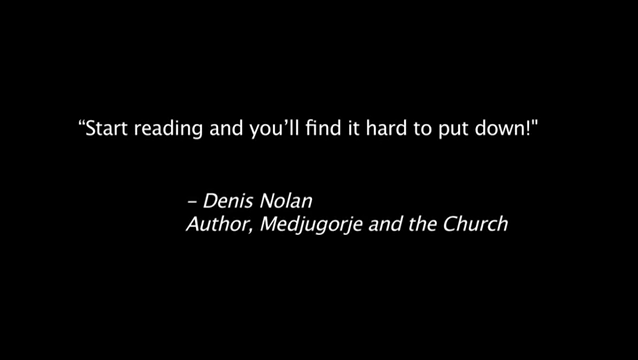 “Start reading and you’ll find it hard to put down!"
– Denis Nolan
Author, Medjugorje and the Church